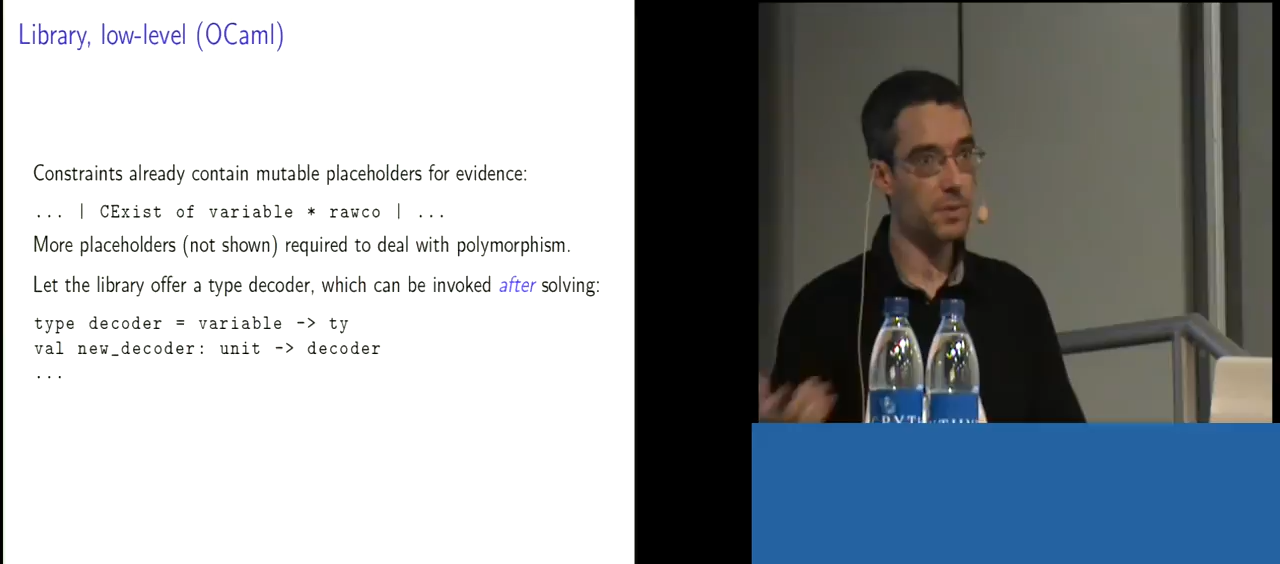 Library, low-level (OCaml)
Constraints already contain mutable placeholders for evidence:
... | CExist of variable * rawco | ...
More placeholders (not shown) required to deal with polymorphism.
Let the library offer a type decoder, which can be invoked after solving:
type decoder = variable -> ty
val new_decoder: unit -> decoder
...